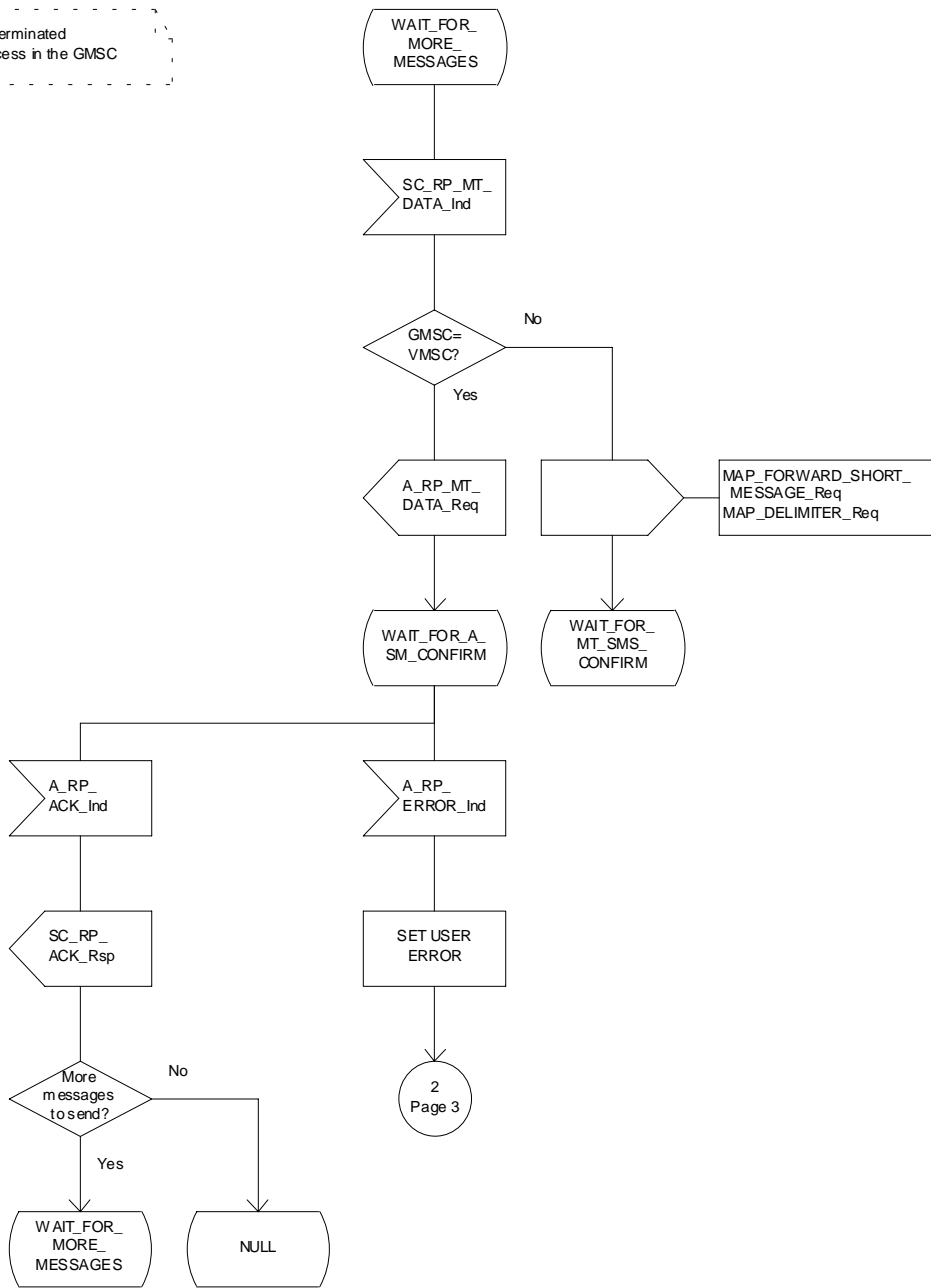 erminated
cess in the GMSC
WAIT_FOR_
MORE_
MESSAGES
SC_RP_MT_
DATA_Ind
GMSC=
VMSC?
No
Yes
A_RP_MT_
DATA_Req
MAP_FORWARD_SHORT_
MESSAGE_Req
MAP_DELIMITER_Req
WAIT_FOR_A_
SM_CONFIRM
WAIT_FOR_
MT_SMS_
CONFIRM
A_RP_
ACK_Ind
A_RP_
ERROR_Ind
SC_RP_
ACK_Rsp
SET USER
ERROR
More
messages
to send?
No
Yes
2
Page 3
WAIT_FOR_
MORE_
MESSAGES
NULL